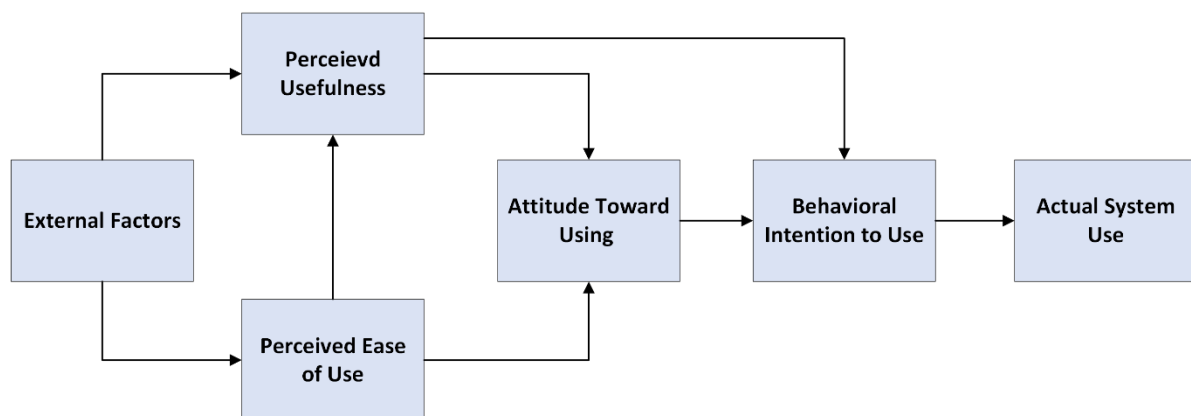 Perceievd
Usefulness
External Factors
Perceived Ease
of Use
Attitude Toward
Using
Behavioral
Intention to Use
Actual System
Use